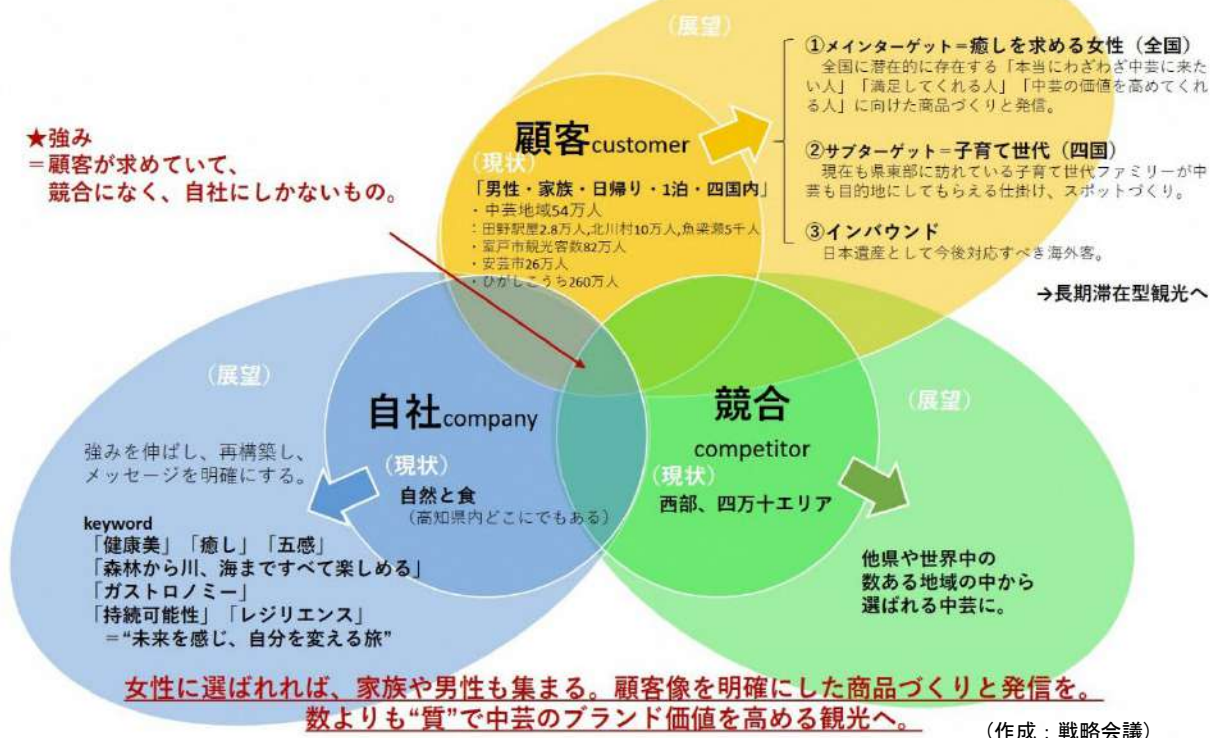 （展望）
①メインターゲット＝癒しを求める女性（全国）
全国に潜在的に存在する「本当にわざわざ中芸に来た
い人」「満足してくれる人」「中芸の価値を高めてくれ
る人」に向けた商品づくりと発信。
②サブターゲット＝子育て世代（四国）
現在も県東部に訪れている子育て世代ファミリーが中
芸も目的地にしてもらえる仕掛け、スポットづくり。
③インバウンド
日本遺産として今後対応すべき海外客。
→長期滞在型観光へ
顧客customer
（現状）
「男性・家族・日帰り・1泊・四国内」
・中芸地域54万人
：田野駅屋2.8万人,北川村10万人,魚梁瀬5千人
・室戸市観光客数82万人
・安芸市26万人
・ひがしこうち260万人
★強み
＝顧客が求めていて、
競合になく、自社にしかないもの。
（展望）
自社company
（現状）
自然と食
（高知県内どこにでもある）
強みを伸ばし、再構築し、
メッセージを明確にする。
keyword
「健康美」「癒し」「五感」
「森林から川、海まですべて楽しめる」
「ガストロノミー」
「持続可能性」「レジリエンス」
＝“未来を感じ、自分を変える旅”
競合
competitor
（現状）
西部、四万十エリア
（展望）
他県や世界中の
数ある地域の中から
選ばれる中芸に。
女性に選ばれれば、家族や男性も集まる。顧客像を明確にした商品づくりと発信を。
数よりも“質”で中芸のブランド価値を高める観光へ。
（作成：戦略会議）